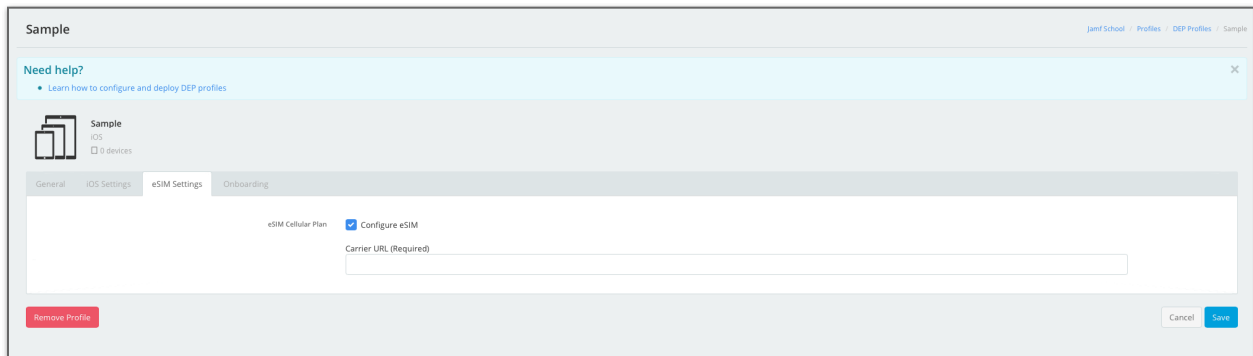 Sample
Jamf School / Profiles / DEP Profiles / Sample
Need help?
Learn how to configure and deploy DEP profiles
Sample
iOS
0 devices
General iOS Settings eSIM Settings Onboarding
eSIM Cellular Plan Configure eSIM
Carrier URL (Required)
Remove Profile Cancel Save